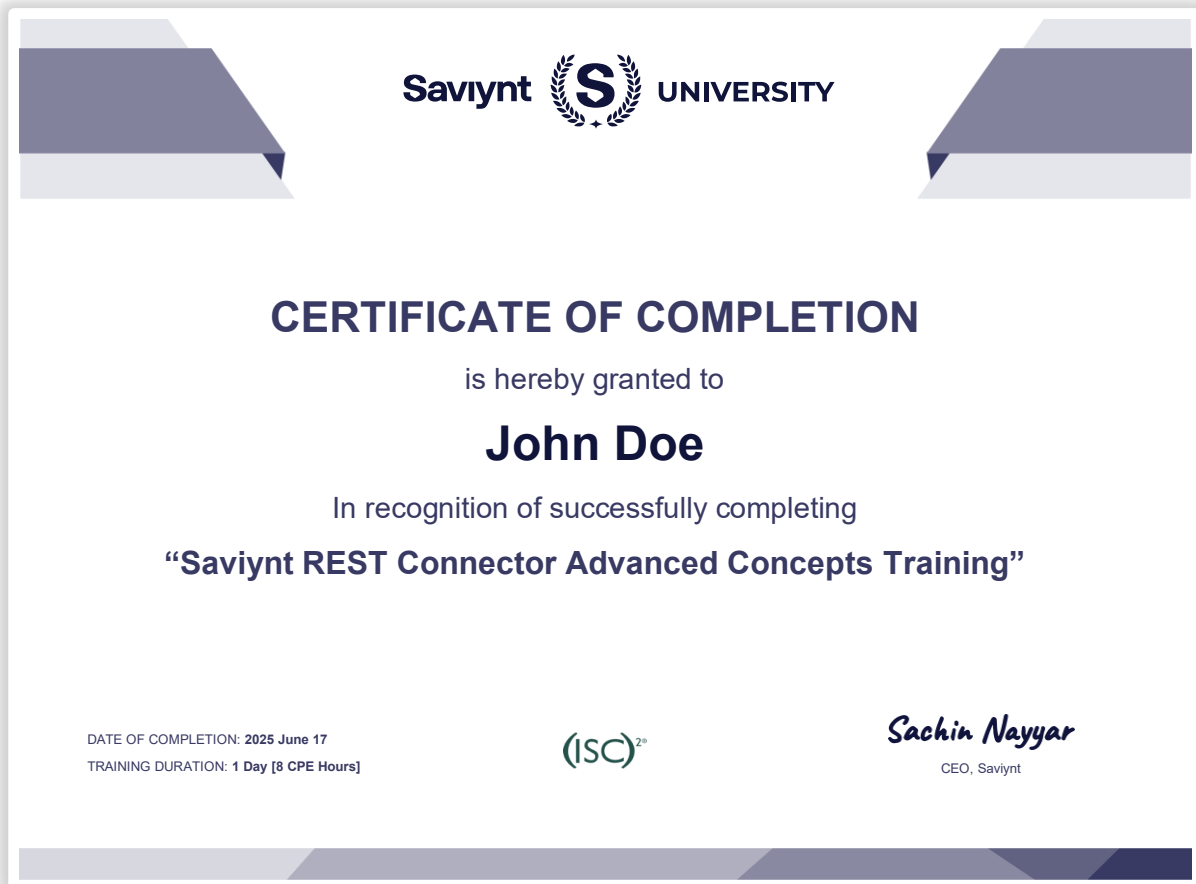 Saviynt S UNIVERSITY
CERTIFICATE OF COMPLETION
is hereby granted to
John Doe
In recognition of successfully completing
“Saviynt REST Connector Advanced Concepts Training”
DATE OF COMPLETION: 2025 June 17
TRAINING DURATION: 1 Day [8 CPE Hours]
(ISC)²®
Sachin Nayyar
CEO, Saviynt